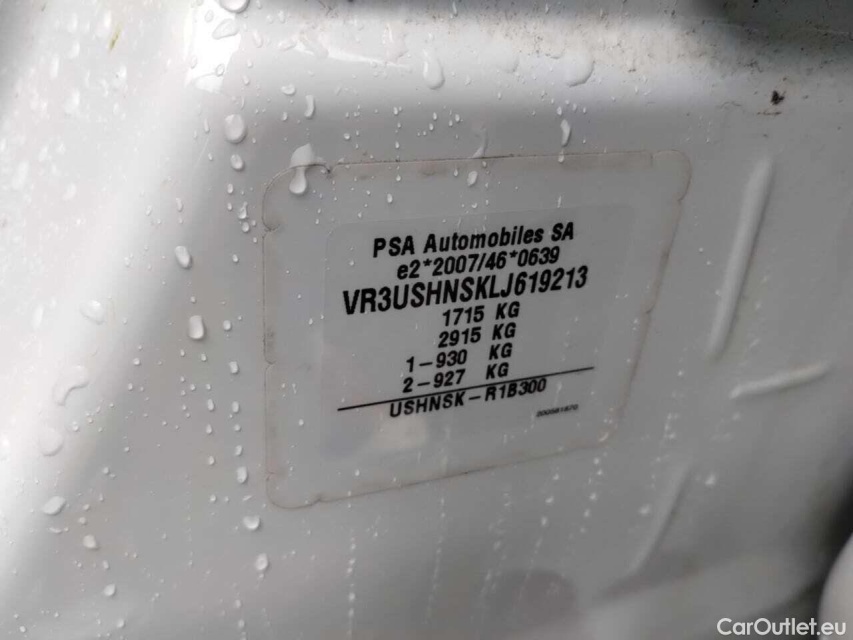 PSA Automobiles SA
e2*2007/46*0639
VR3USHNSKLJ619213
1715 KG
2915 KG
1-930 KG
2-927 KG
USHNSK-R1B300
CarOutlet.eu